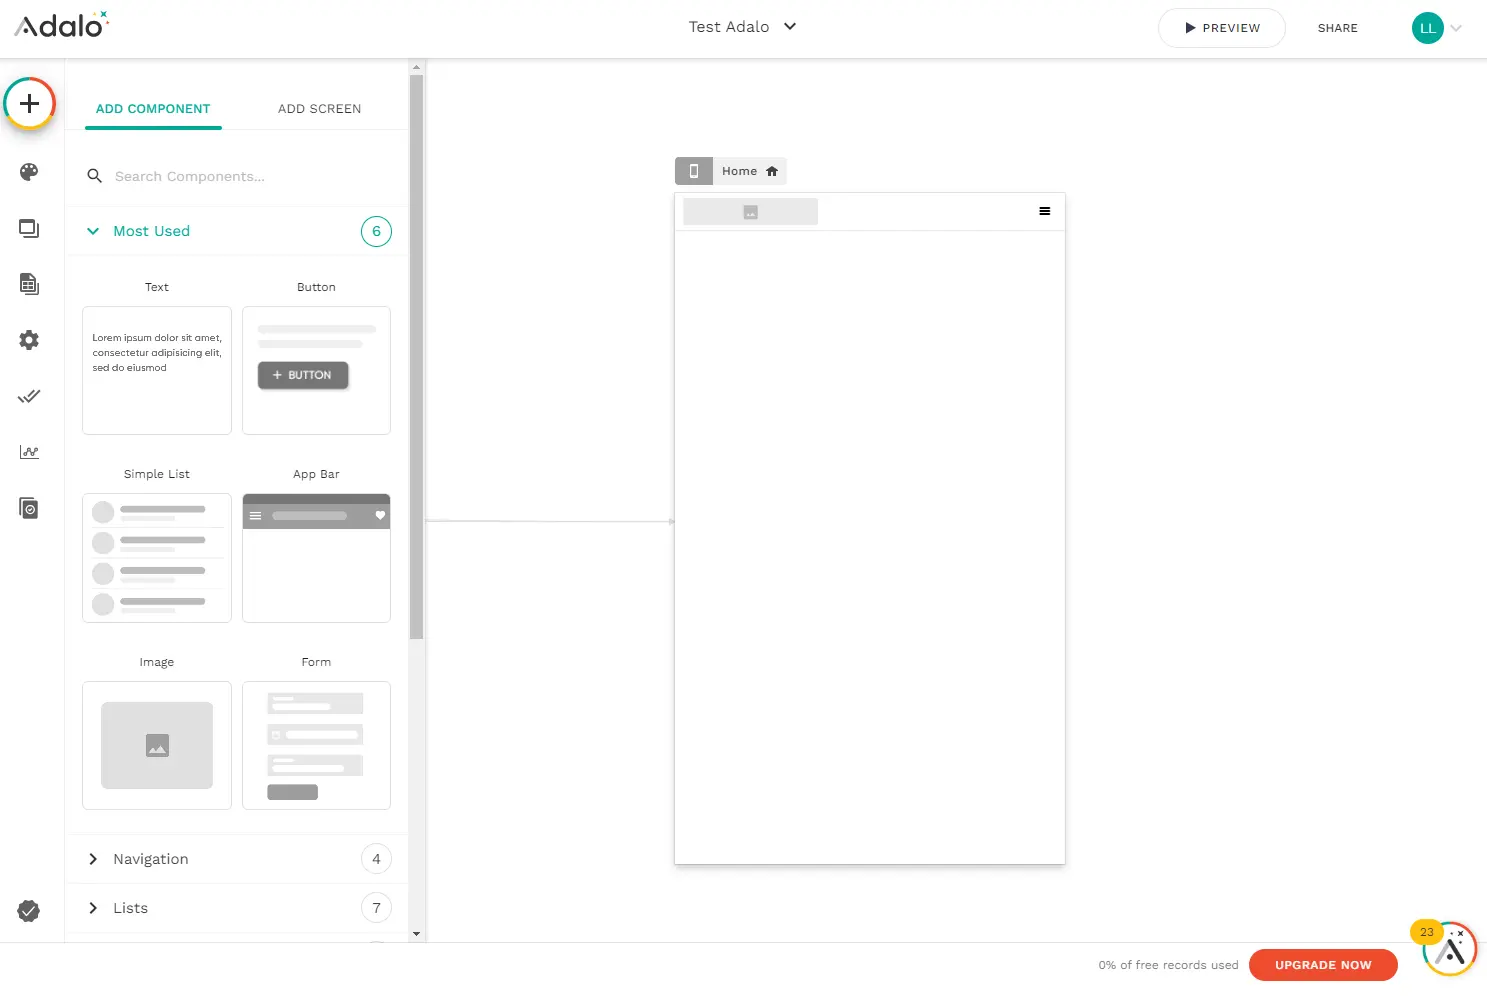 Adalo
Test Adalo
PREVIEW
SHARE
LL
ADD COMPONENT
ADD SCREEN
Search Components...
Most Used
6
Text
Button
Lorem ipsum dolor sit amet,
consectetur adipisicing elit,
sed do eiusmod
+ BUTTON
Simple List
App Bar
Image
Form
Navigation
4
Lists
7
Home
23
0% of free records used
UPGRADE NOW